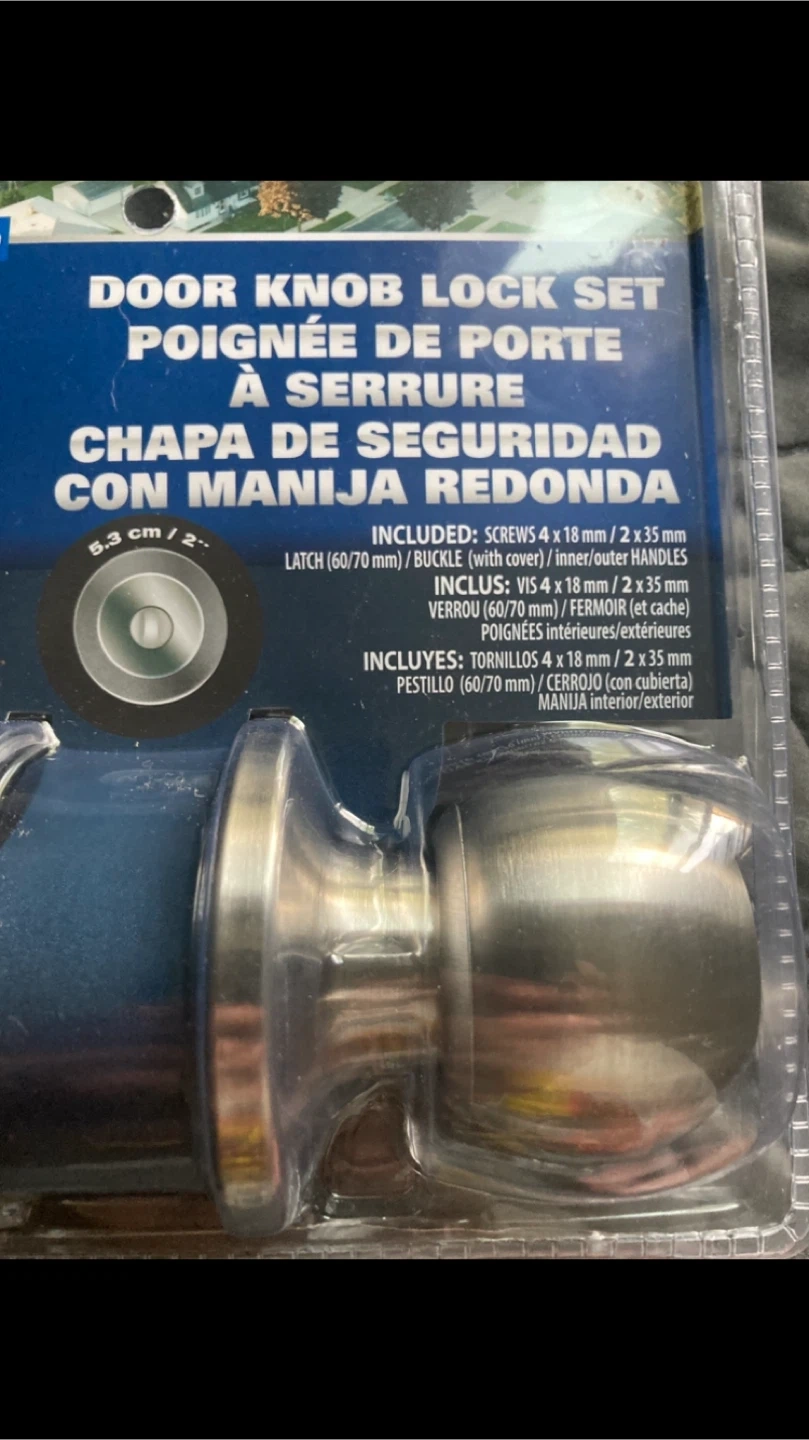 DOOR KNOB LOCK SET
POIGNÉE DE PORTE
À SERRURE
CHAPA DE SEGURIDAD
CON MANIJA REDONDA
5.3 cm / 2"
INCLUDED: SCREWS 4 x 18 mm / 2 x 35 mm
LATCH (60/70 mm) / BUCKLE (with cover) / inner/outer HANDLES
INCLUS: VIS 4 x 18 mm / 2 x 35 mm
VERROU (60/70 mm) / FERMOIR (et cache)
POIGNÉES intérieures/extérieures
INCLUYES: TORNILLOS 4 x 18 mm / 2 x 35 mm
PESTILLO (60/70 mm) / CERROJO (con cubierta)
MANIJA interior/exterior